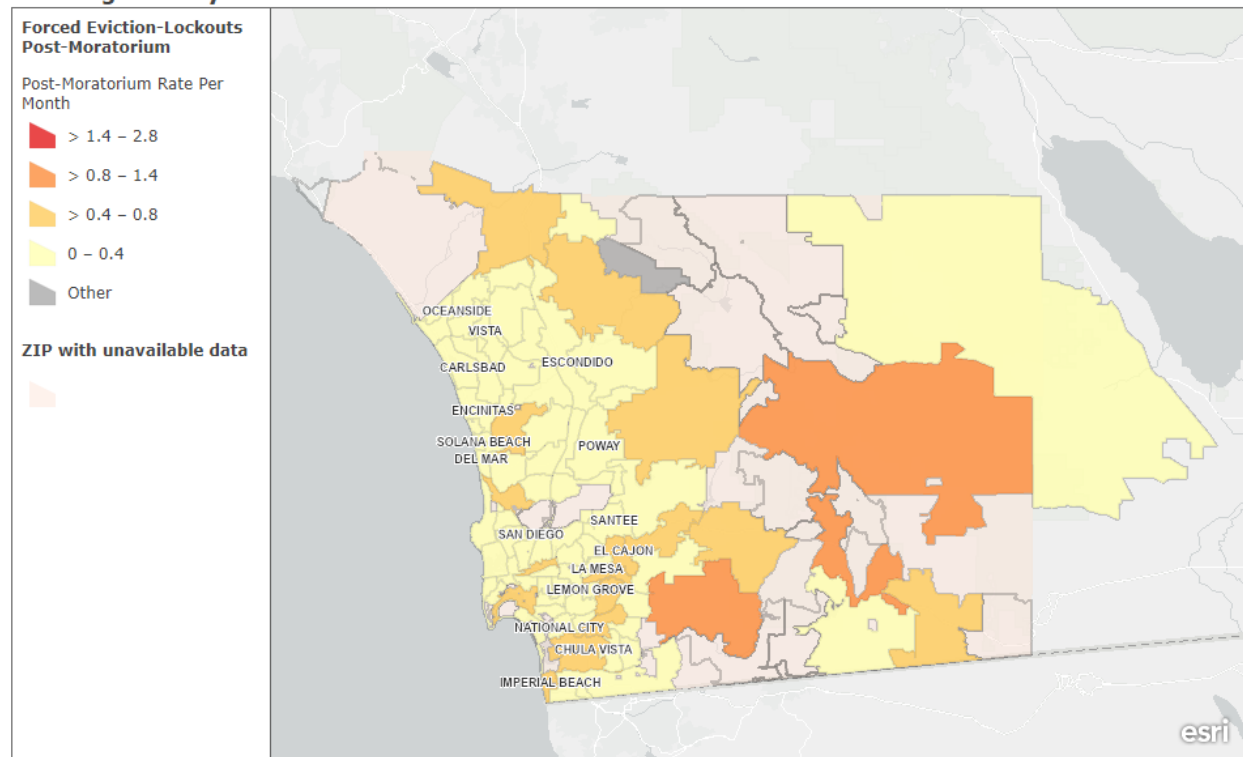 Forced Eviction-Lockouts
Post-Moratorium
Post-Moratorium Rate Per
Month
> 1.4 – 2.8
> 0.8 – 1.4
> 0.4 – 0.8
0 – 0.4
Other
ZIP with unavailable data
OCEANSIDE
VISTA
ESCONDIDO
CARLSBAD
ENCINITAS
SOLANA BEACH
POWAY
DEL MAR
SANTEE
SAN DIEGO
EL CAJON
LA MESA
LEMON GROVE
NATIONAL CITY
CHULA VISTA
IMPERIAL BEACH
esri